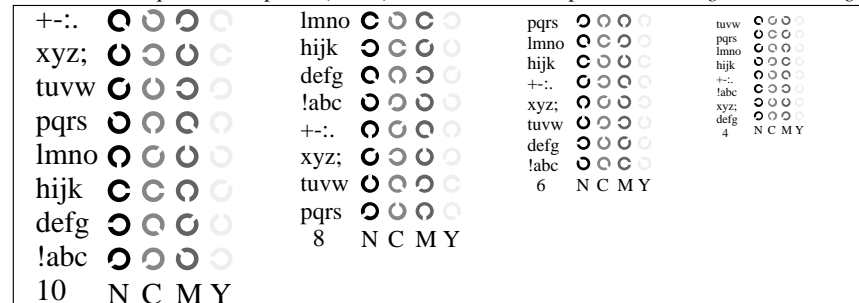 +-:.
xyz;
tuvw
pqrs
lmno
hijk
defg
!abc
10 N C M Y
lmno
hijk
defg
!abc
+-:.
xyz;
tuvw
pqrs
8 N C M Y
pqrs
lmno
hijk
+-:.
xyz;
tuvw
defg
!abc
6 N C M Y
tuvw
pqrs
lmno
hijk
+-:.
!abc
xyz;
defg
4 N C M Y